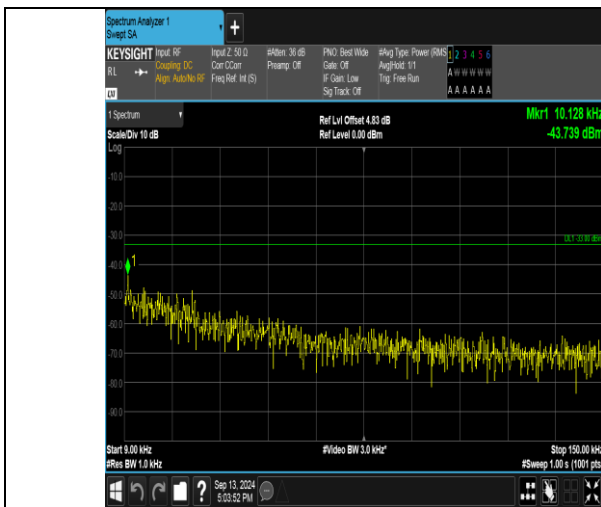 Spectrum Analyzer 1
Swept SA
+
KEYSIGHT Input: RF Input Z: 50 Ω #Atten: 36 dB PNO: Best Wide #Avg Type: Power (RMS 1 2 3 4 5 6
RL Coupling: DC Corr CCorr Preamp: Off Gate: Off Avg|Hold: 1/1 A W W W W W
Align: Auto/No RF Freq Ref: Int (S) IF Gain: Low Trig: Free Run
LXI Sig Track: Off A A A A A A
1 Spectrum Ref Lvl Offset 4.83 dB Mkr1 10.128 kHz
Scale/Div 10 dB Ref Level 0.00 dBm -43.739 dBm
Log
-10.0
-20.0
-30.0
DL1 -33.00 dBm
-40.0 1
-50.0
-60.0
-70.0
-80.0
-90.0
Start 9.00 kHz #Video BW 3.0 kHz* Stop 150.00 kHz
#Res BW 1.0 kHz #Sweep 1.00 s (1001 pts
? Sep 13, 2024
5:03:52 PM